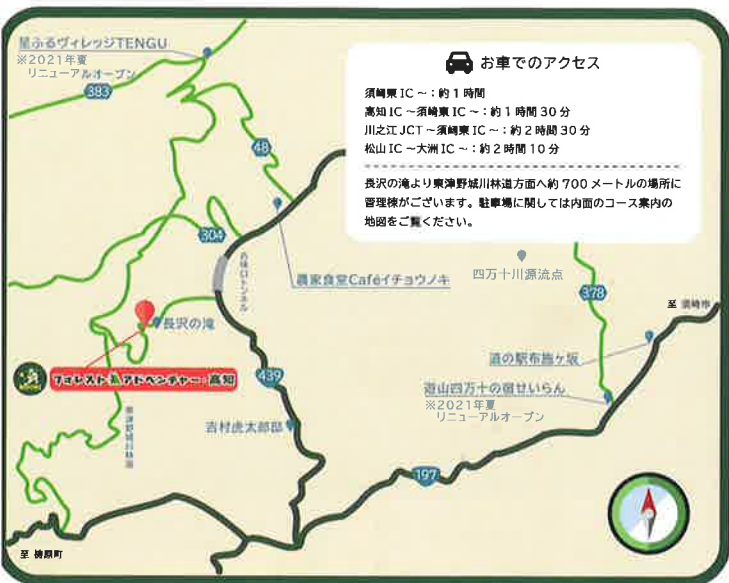 星ふるヴィレッジTENGU
※2021年夏
リニューアルオープン
383
お車でのアクセス
須崎東IC～：約1時間
高知IC～須崎東IC～：約1時間30分
川之江JCT～須崎東IC～：約2時間30分
松山IC～大洲IC～：約2時間10分
長沢の滝より東津野城川林道方面へ約700メートルの場所に
管理棟がございます。駐車場に関しては内面のコース案内の
地図をご覧ください。
48
304
農家食堂Caféイチョウノキ
四万十川源流点
378
至 須崎市
長沢の滝
フォレストアドベンチャー・高知
道の駅布施ヶ坂
439
遊山四万十の宿せいらん
※2021年夏
リニューアルオープン
東津野城川林道
吉村虎太郎邸
197
至 梼原町